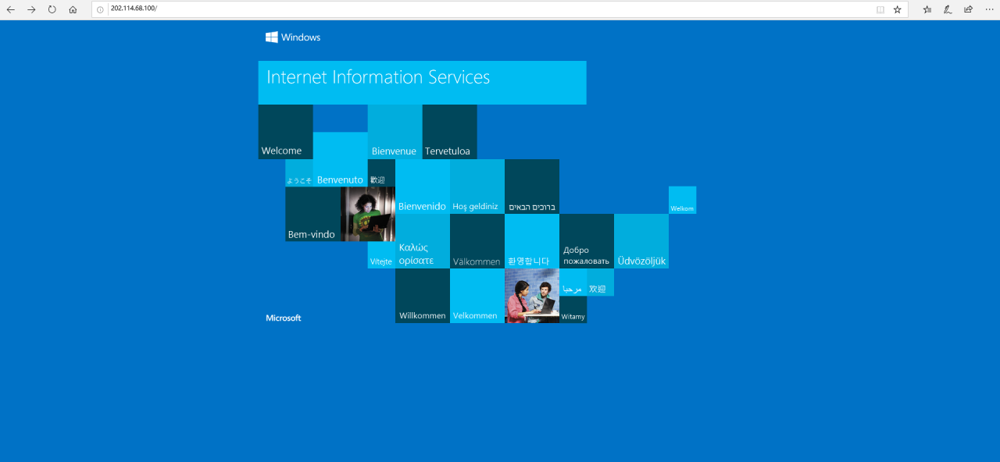 202.114.68.100/
Windows
Internet Information Services
Welcome
Bienvenue
Tervetuloa
ようこそ
Benvenuto
歡迎
Bienvenido
Hoş geldiniz
ברוכים הבאים
Welkom
Bem-vindo
Vítejte
Καλώς
ορίσατε
Välkommen
환영합니다
Добро
пожаловать
Üdvözöljük
Willkommen
Velkommen
مرحبا
欢迎
Witamy
Microsoft